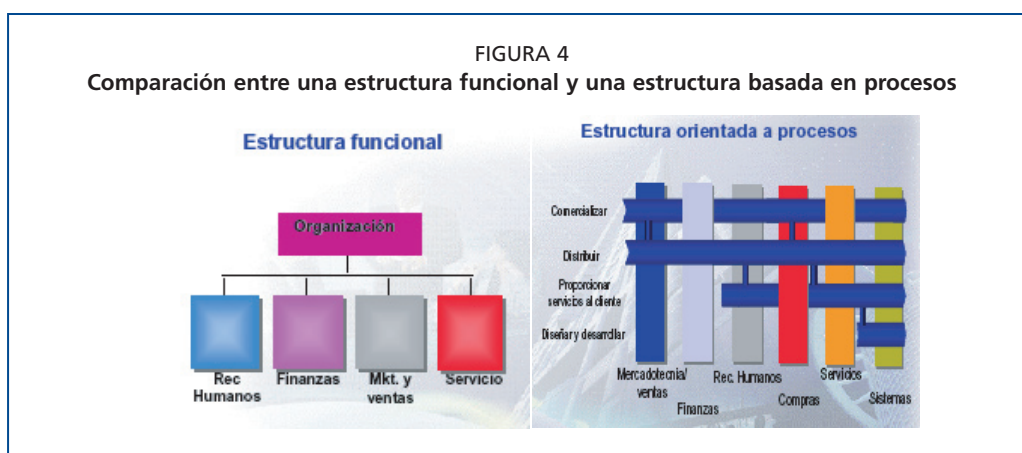 FIGURA 4
Comparación entre una estructura funcional y una estructura basada en procesos
Estructura funcional
Organización
Rec
Humanos
Finanzas
Mkt. y
ventas
Servicio
Estructura orientada a procesos
Comercializar
Distribuir
Proporcionar
servicios al cliente
Diseñar y desarrollar
Mercadotecnia/
ventas
Finanzas
Rec. Humanos
Compras
Servicios
Sistemas